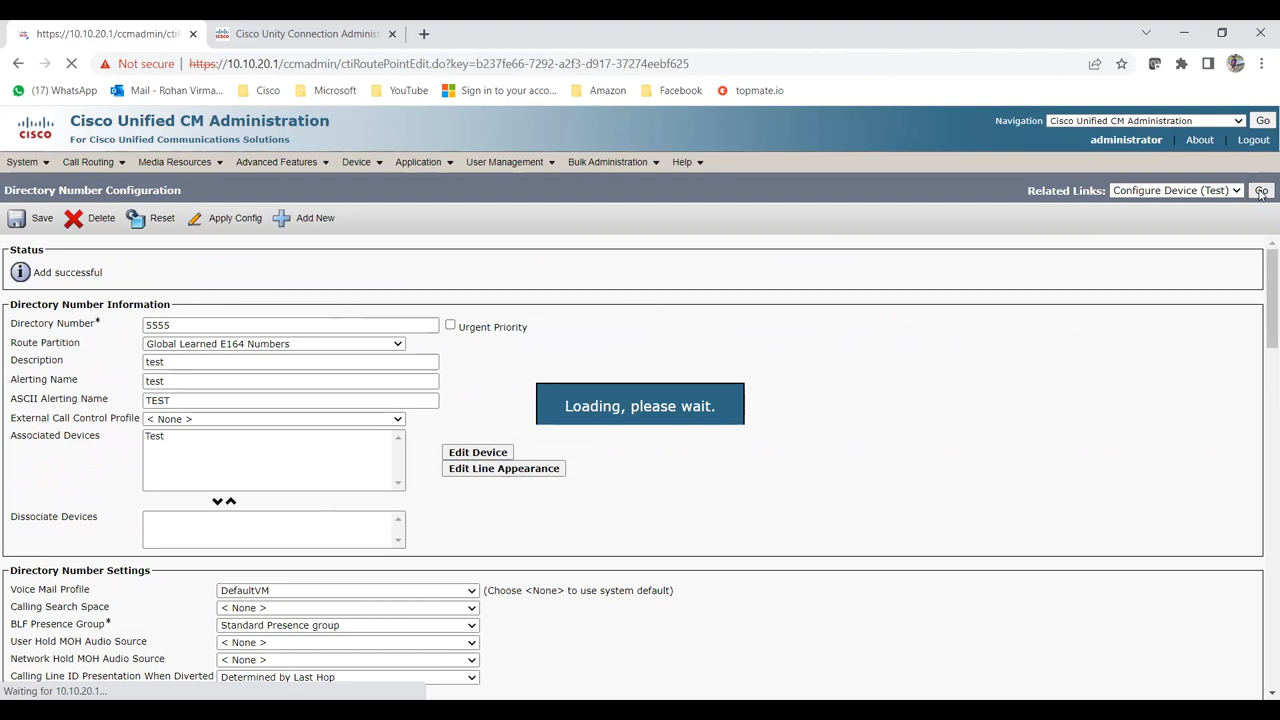 https://10.10.20.1/ccmadmin/ctiF
Cisco Unity Connection Administ
Not secure
https://10.10.20.1/ccmadmin/ctiRoutePointEdit.do?key=b237fe66-7292-a2f3-d917-37274eebf625
(17) WhatsApp
Mail - Rohan Virma...
Cisco
Microsoft
YouTube
Sign in to your acco...
Amazon
Facebook
topmate.io
CISCO
Cisco Unified CM Administration
For Cisco Unified Communications Solutions
Navigation Cisco Unified CM Administration Go
administrator About Logout
System Call Routing Media Resources Advanced Features Device Application User Management Bulk Administration Help
Directory Number Configuration
Related Links: Configure Device (Test) Go
Save Delete Reset Apply Config Add New
Status
Add successful
Directory Number Information
Directory Number* 5555 Urgent Priority
Route Partition Global Learned E164 Numbers
Description test
Alerting Name test
ASCII Alerting Name TEST
External Call Control Profile < None >
Associated Devices Test
Loading, please wait.
Edit Device
Edit Line Appearance
Dissociate Devices
Directory Number Settings
Voice Mail Profile DefaultVM (Choose <None> to use system default)
Calling Search Space < None >
BLF Presence Group* Standard Presence group
User Hold MOH Audio Source < None >
Network Hold MOH Audio Source < None >
Calling Line ID Presentation When Diverted Determined by Last Hop
Waiting for 10.10.20.1...